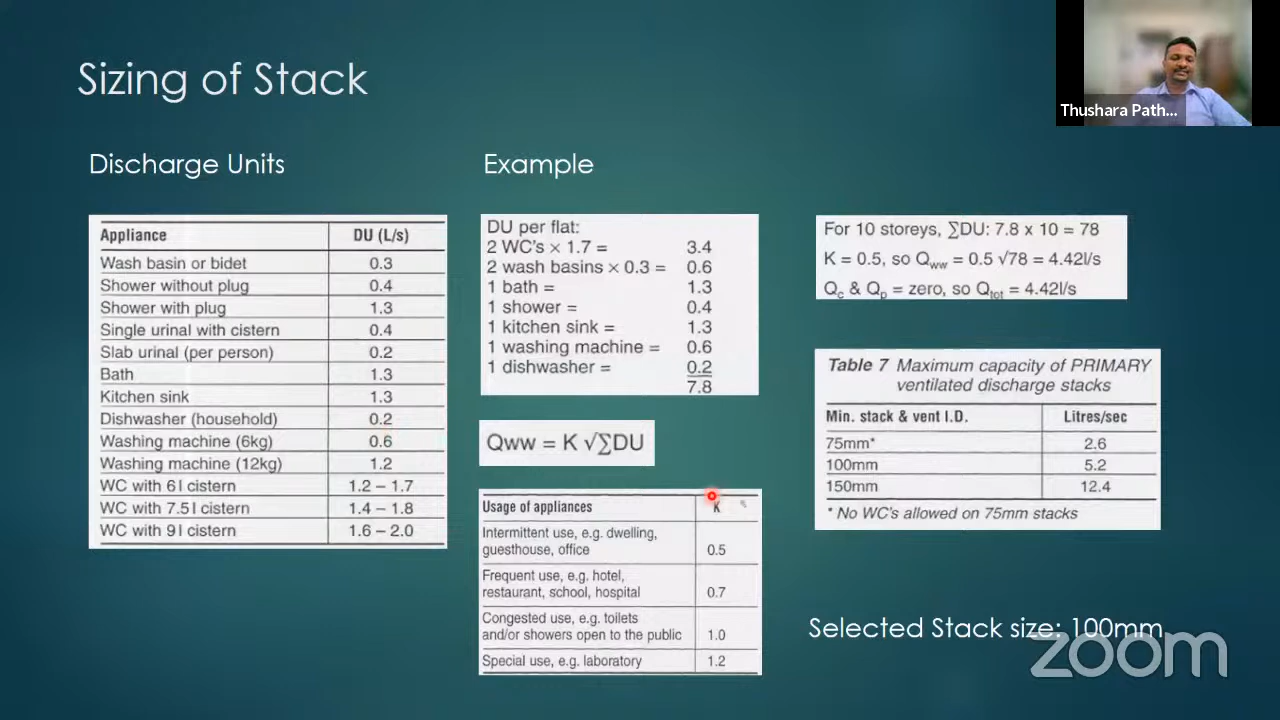 Sizing of Stack
Thushara Path...
Discharge Units
Appliance DU (L/s)
Wash basin or bidet 0.3
Shower without plug 0.4
Shower with plug 1.3
Single urinal with cistern 0.4
Slab urinal (per person) 0.2
Bath 1.3
Kitchen sink 1.3
Dishwasher (household) 0.2
Washing machine (6kg) 0.6
Washing machine (12kg) 1.2
WC with 6l cistern 1.2 – 1.7
WC with 7.5l cistern 1.4 – 1.8
WC with 9l cistern 1.6 – 2.0
Example
DU per flat:
2 WC's × 1.7 = 3.4
2 wash basins × 0.3 = 0.6
1 bath = 1.3
1 shower = 0.4
1 kitchen sink = 1.3
1 washing machine = 0.6
1 dishwasher = 0.2
7.8
Qww = K √∑DU
Usage of appliances K
Intermittent use, e.g. dwelling,
guesthouse, office 0.5
Frequent use, e.g. hotel,
restaurant, school, hospital 0.7
Congested use, e.g. toilets
and/or showers open to the public 1.0
Special use, e.g. laboratory 1.2
For 10 storeys, ∑DU: 7.8 x 10 = 78
K = 0.5, so Qww = 0.5 √78 = 4.42l/s
Qc & Qp = zero, so Qtot = 4.42l/s
Table 7 Maximum capacity of PRIMARY
ventilated discharge stacks
Min. stack & vent I.D. Litres/sec
75mm* 2.6
100mm 5.2
150mm 12.4
* No WC's allowed on 75mm stacks
Selected Stack size: 100mm
zoom